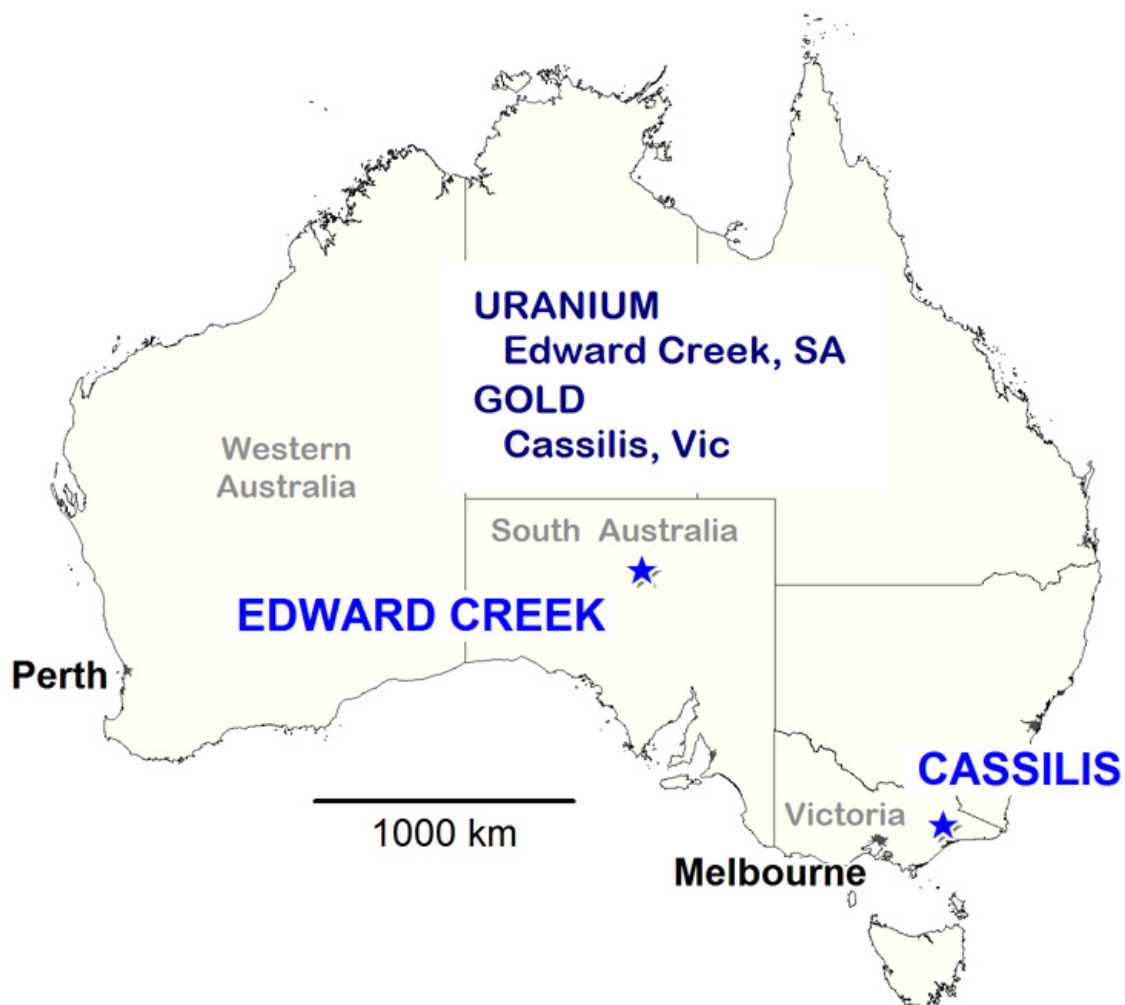 URANIUM
Edward Creek, SA
GOLD
Cassilis, Vic
Western
Australia
South Australia
EDWARD CREEK
Perth
CASSILIS
1000 km
Victoria
Melbourne